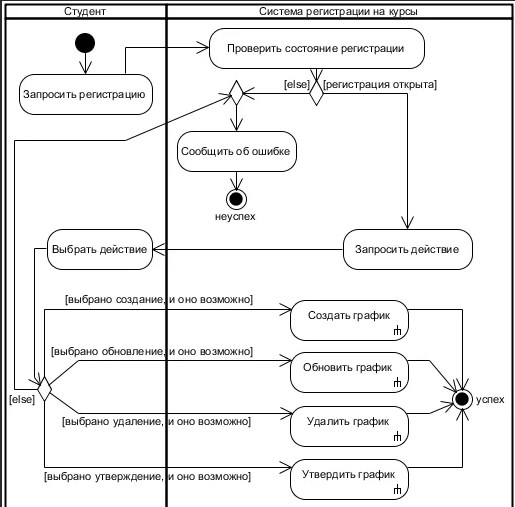 Студент
Система регистрации на курсы
Проверить состояние регистрации
Запросить регистрацию
[else]
[регистрация открыта]
Сообщить об ошибке
неуспех
Выбрать действие
Запросить действие
[выбрано создание, и оно возможно]
Создать график
[выбрано обновление, и оно возможно]
Обновить график
[else]
успех
[выбрано удаление, и оно возможно]
Удалить график
[выбрано утверждение, и оно возможно]
Утвердить график